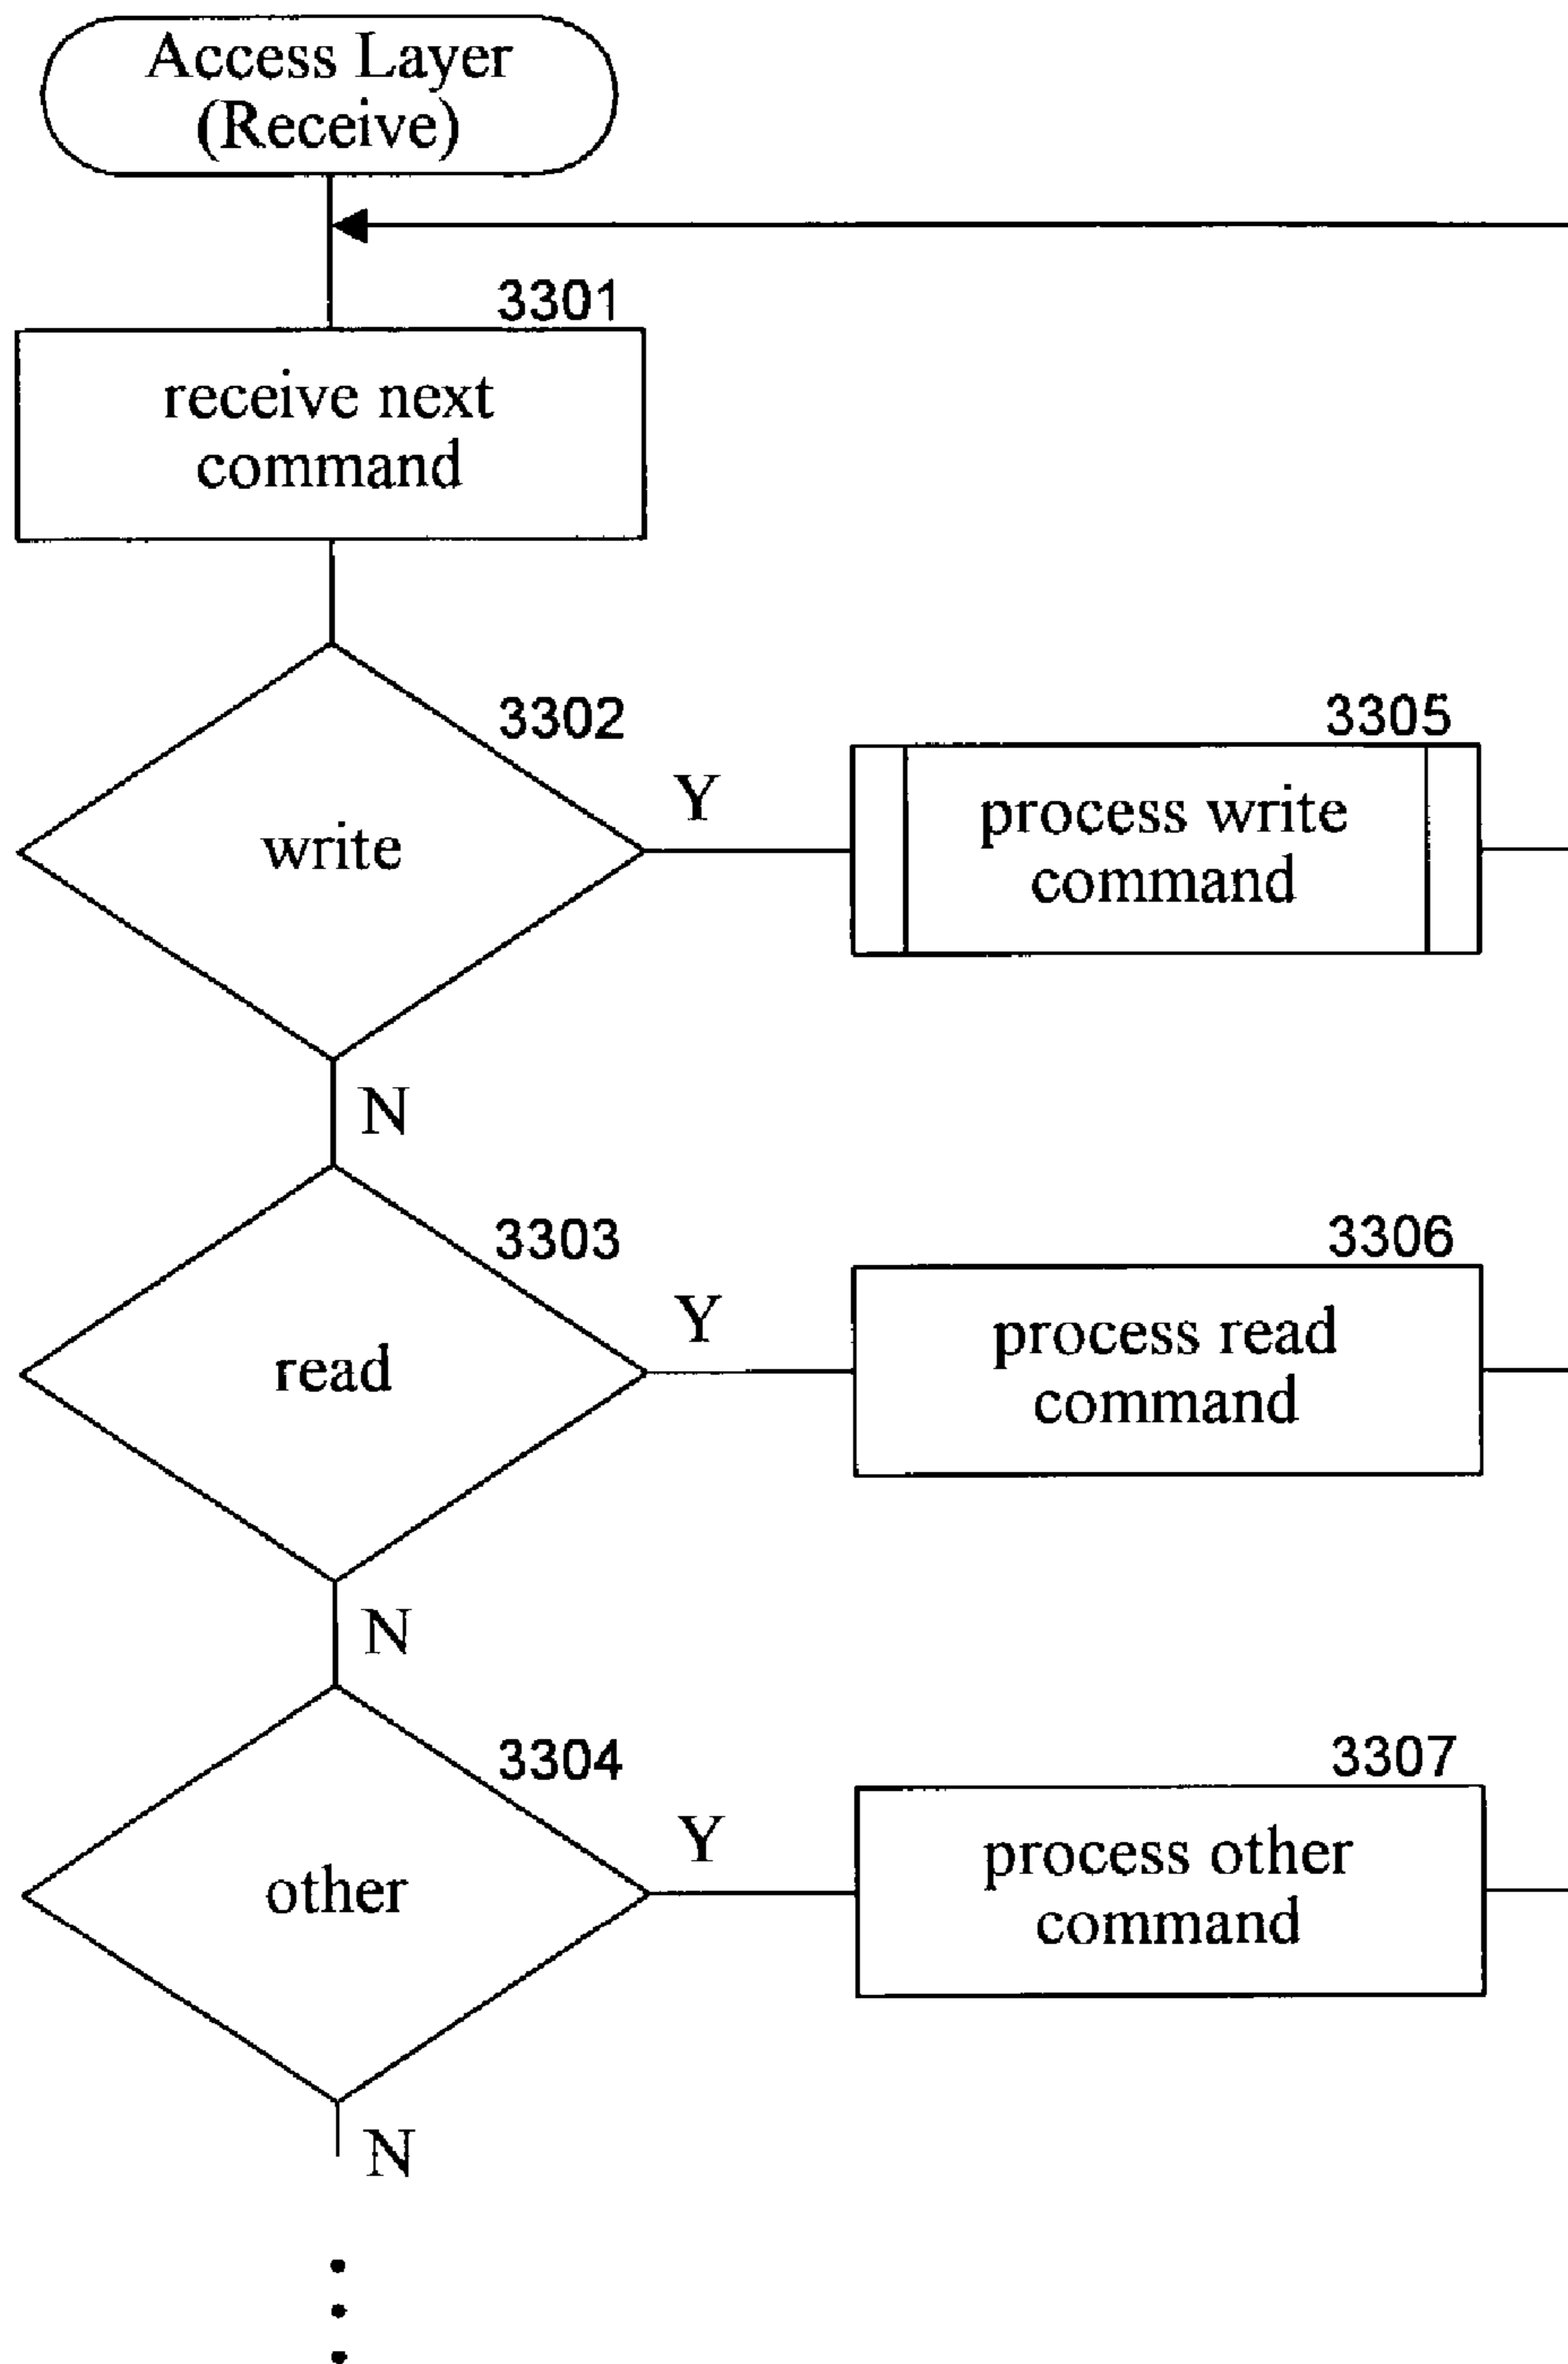 Access Layer
(Receive)
3301
receive next
command
3302
write
Y
3305
process write
command
N
3303
read
Y
3306
process read
command
N
3304
other
Y
3307
process other
command
N